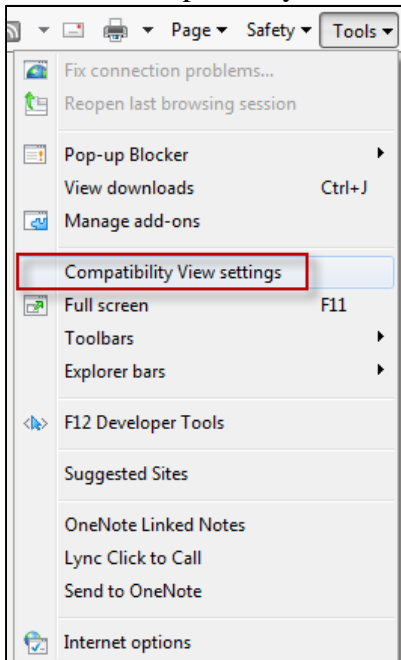 Page Safety Tools
Fix connection problems...
Reopen last browsing session
Pop-up Blocker
View downloads Ctrl+J
Manage add-ons
Compatibility View settings
Full screen F11
Toolbars
Explorer bars
F12 Developer Tools
Suggested Sites
OneNote Linked Notes
Lync Click to Call
Send to OneNote
Internet options